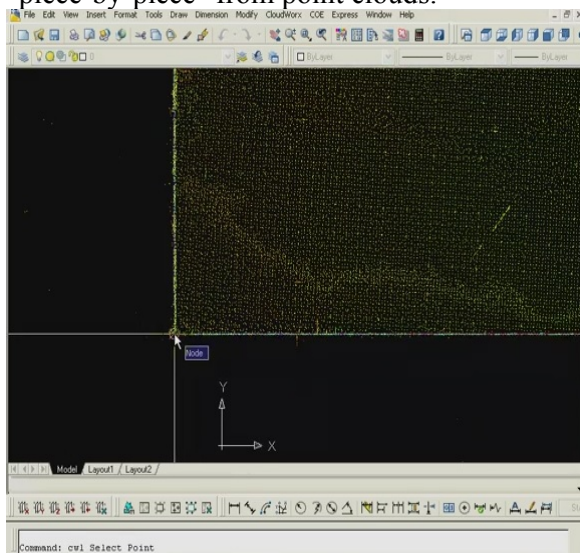 "piece-by-piece" from point clouds.
File Edit View Insert Format Tools Draw Dimension Modify CloudWorx COE Express Window Help
0 ByLayer ByLayer ByLayer
Node
Y
X
Model Layout1 Layout2
Command: cwl Select Point